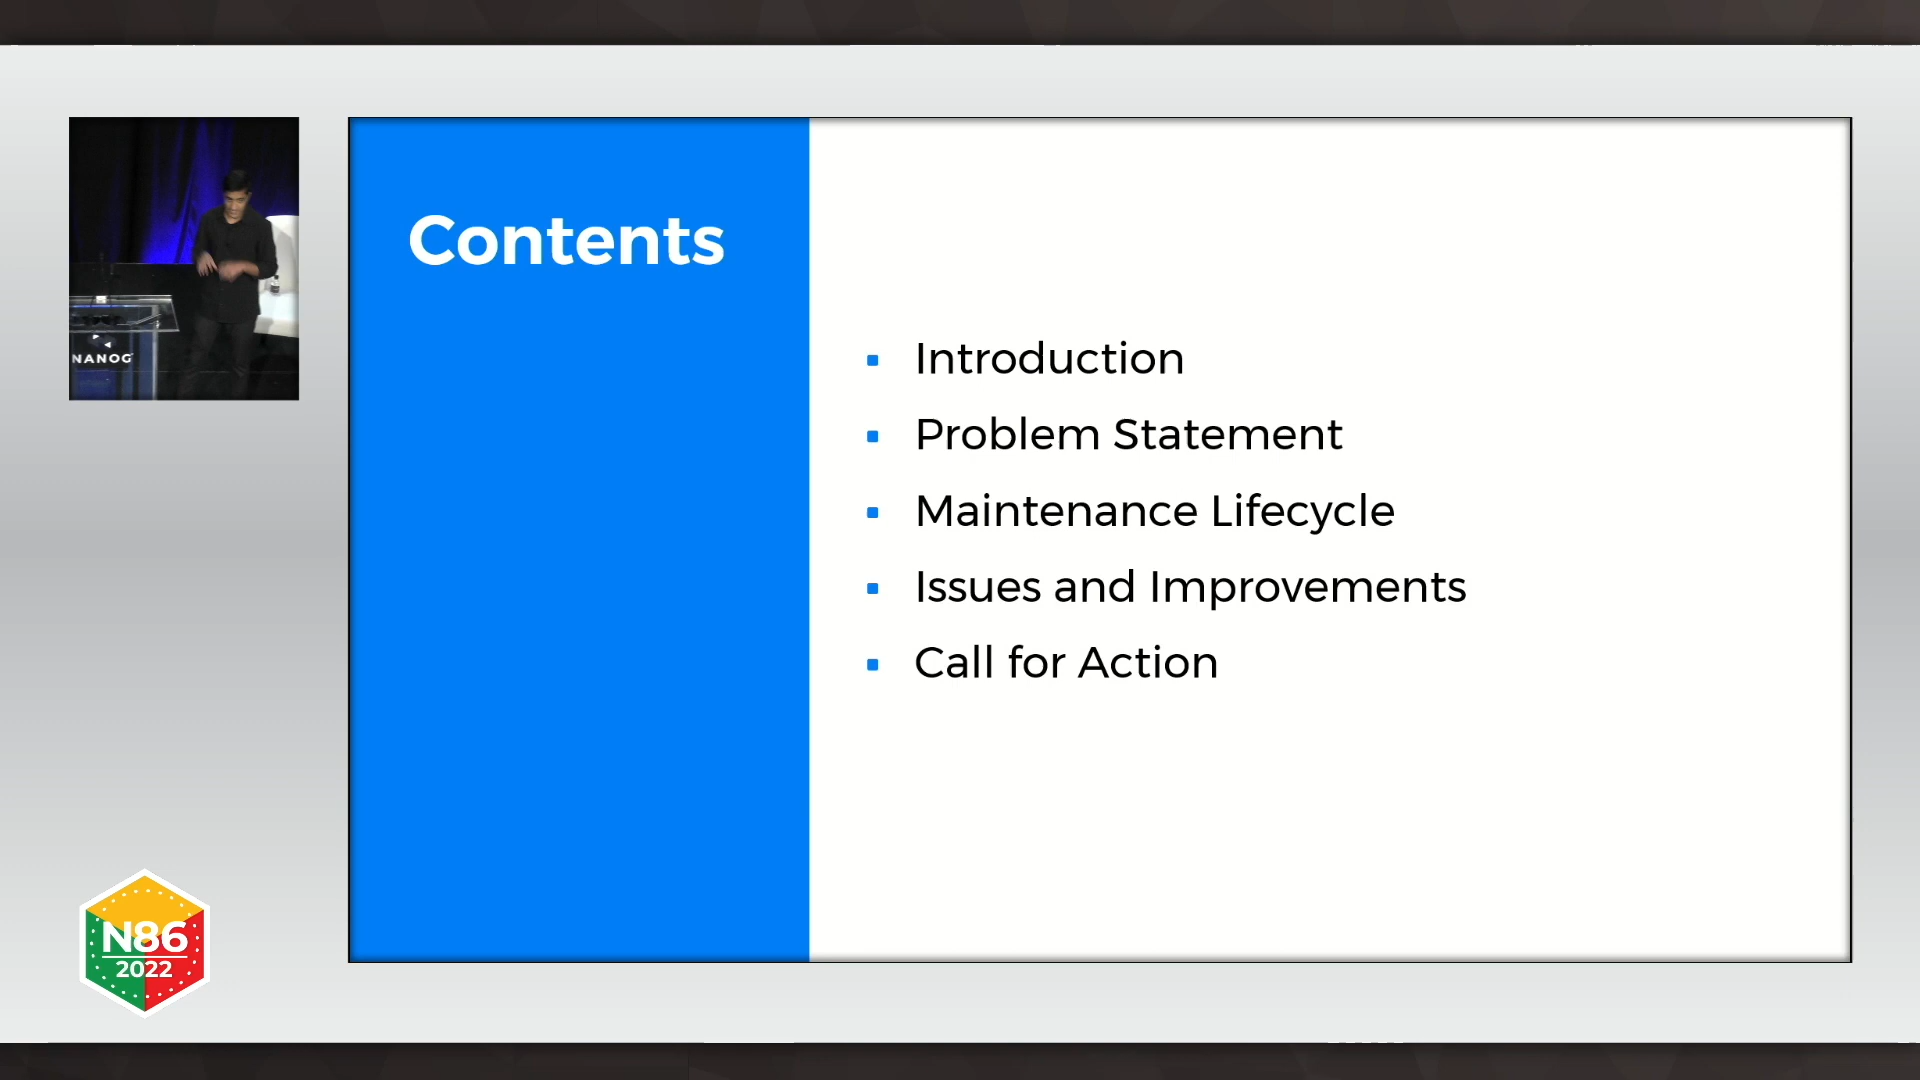 Contents
Introduction
Problem Statement
Maintenance Lifecycle
Issues and Improvements
Call for Action
NANOG
N86
2022